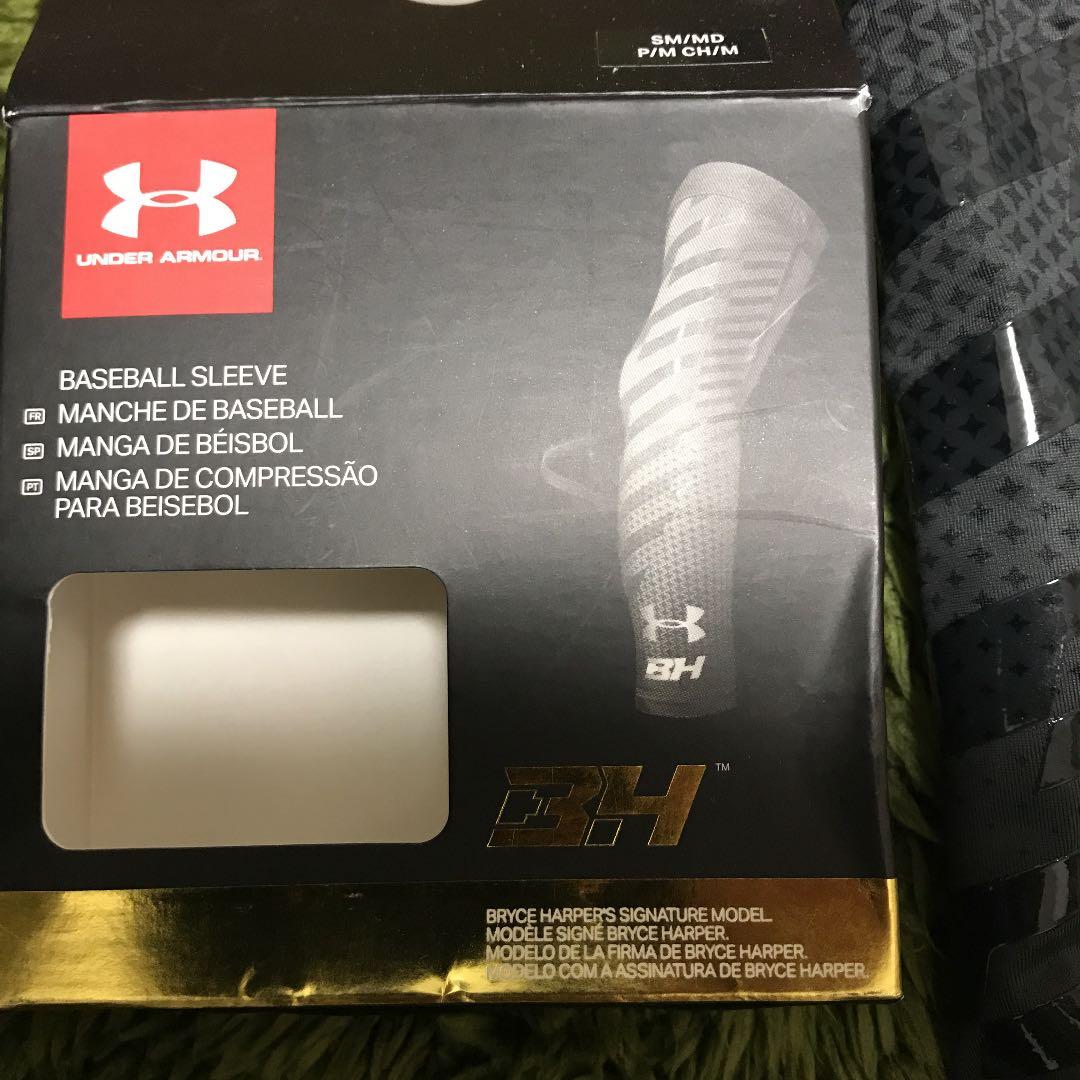 SM/MD
P/M CH/M
UNDER ARMOUR
BASEBALL SLEEVE
FR MANCHE DE BASEBALL
SP MANGA DE BÉISBOL
PT MANGA DE COMPRESSÃO
PARA BEISEBOL
BH
B.H ™
BRYCE HARPER'S SIGNATURE MODEL.
MODÈLE SIGNÉ BRYCE HARPER.
MODELO DE LA FIRMA DE BRYCE HARPER.
MODELO COM A ASSINATURA DE BRYCE HARPER.